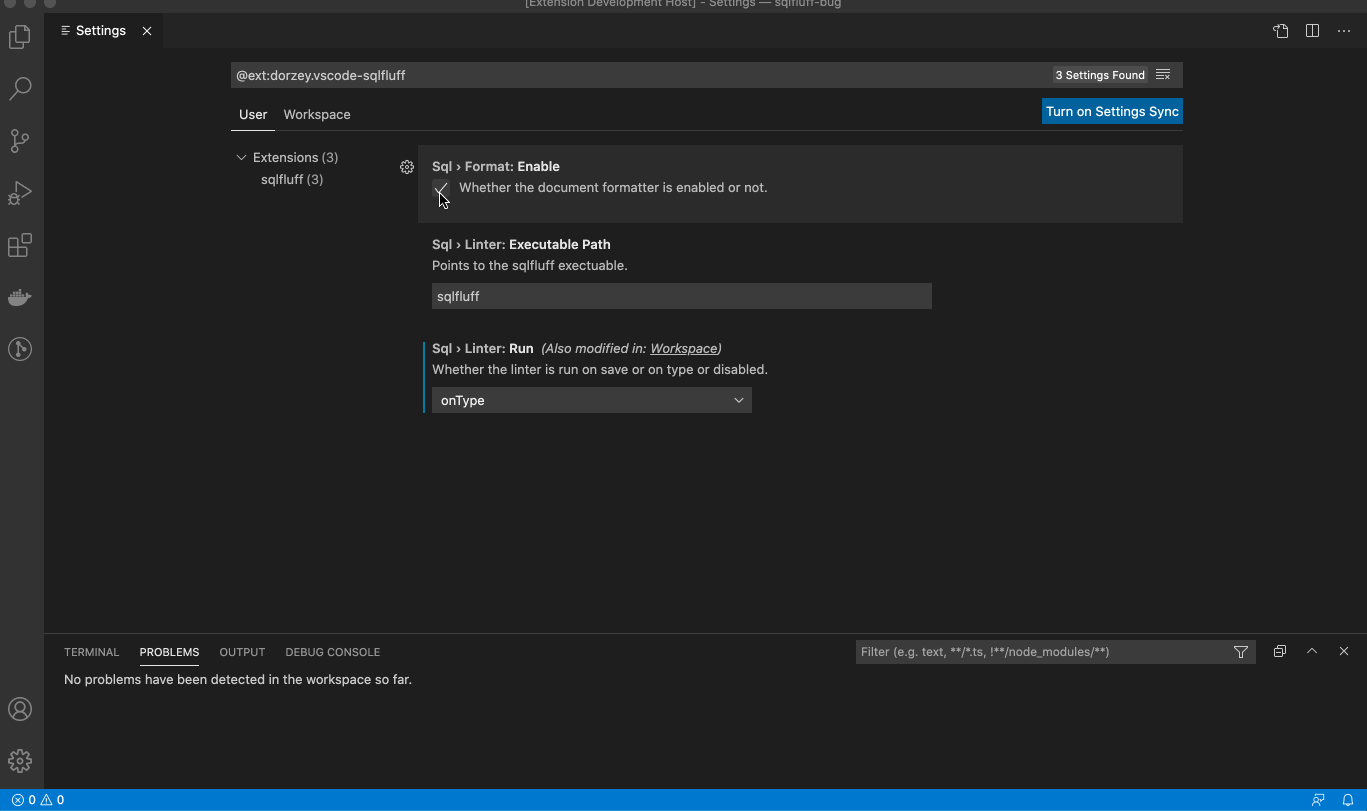 [Extension Development Host] - Settings — sqlfluff-bug
Settings
@ext:dorzey.vscode-sqlfluff
3 Settings Found
User Workspace
Turn on Settings Sync
Extensions (3)
sqlfluff (3)
Sql › Format: Enable
Whether the document formatter is enabled or not.
Sql › Linter: Executable Path
Points to the sqlfluff exectuable.
sqlfluff
Sql › Linter: Run (Also modified in: Workspace)
Whether the linter is run on save or on type or disabled.
onType
TERMINAL PROBLEMS OUTPUT DEBUG CONSOLE
Filter (e.g. text, **/*.ts, !**/node_modules/**)
No problems have been detected in the workspace so far.
0 0